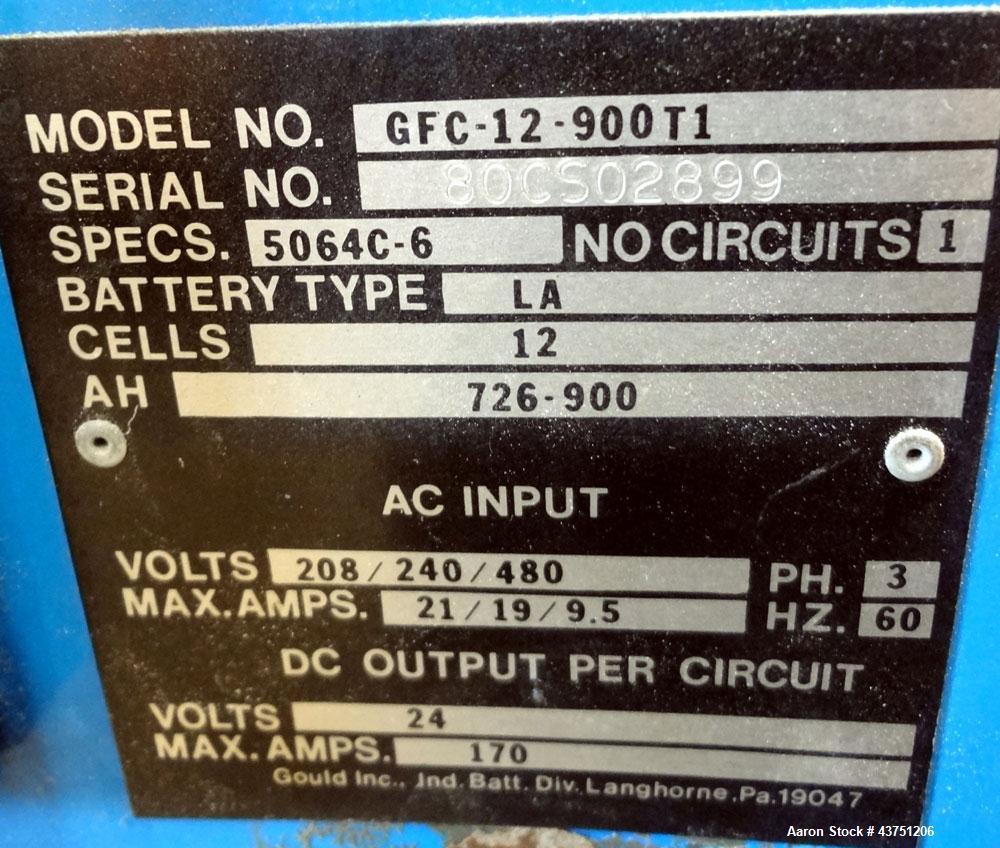 MODEL NO. GFC-12-900T1
SERIAL NO. 80CS02899
SPECS. 5064C-6 NO CIRCUITS 1
BATTERY TYPE LA
CELLS 12
AH 726-900
AC INPUT
VOLTS 208/240/480 PH. 3
MAX.AMPS. 21/19/9.5 HZ. 60
DC OUTPUT PER CIRCUIT
VOLTS 24
MAX.AMPS. 170
Gould Inc., Ind. Batt. Div. Langhorne, Pa. 19047
Aaron Stock # 43751206